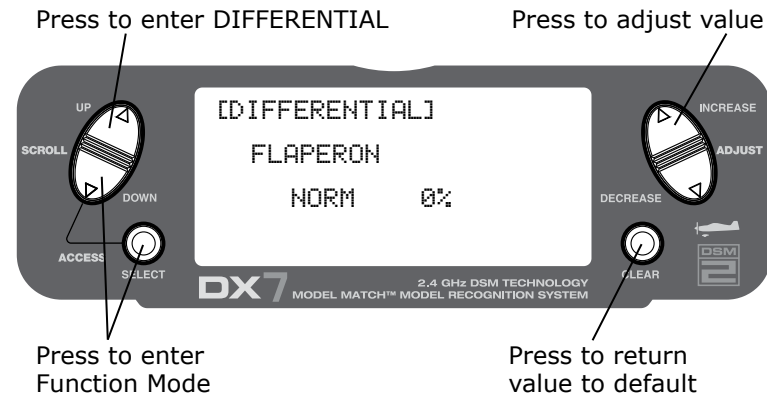 Press to enter DIFFERENTIAL
Press to adjust value
UP
SCROLL
DOWN
ACCESS
SELECT
[DIFFERENTIAL]
FLAPERON
NORM 0%
INCREASE
ADJUST
DECREASE
CLEAR
DSM
2
DX7
2.4 GHz DSM TECHNOLOGY
MODEL MATCH™ MODEL RECOGNITION SYSTEM
Press to enter
Function Mode
Press to return
value to default